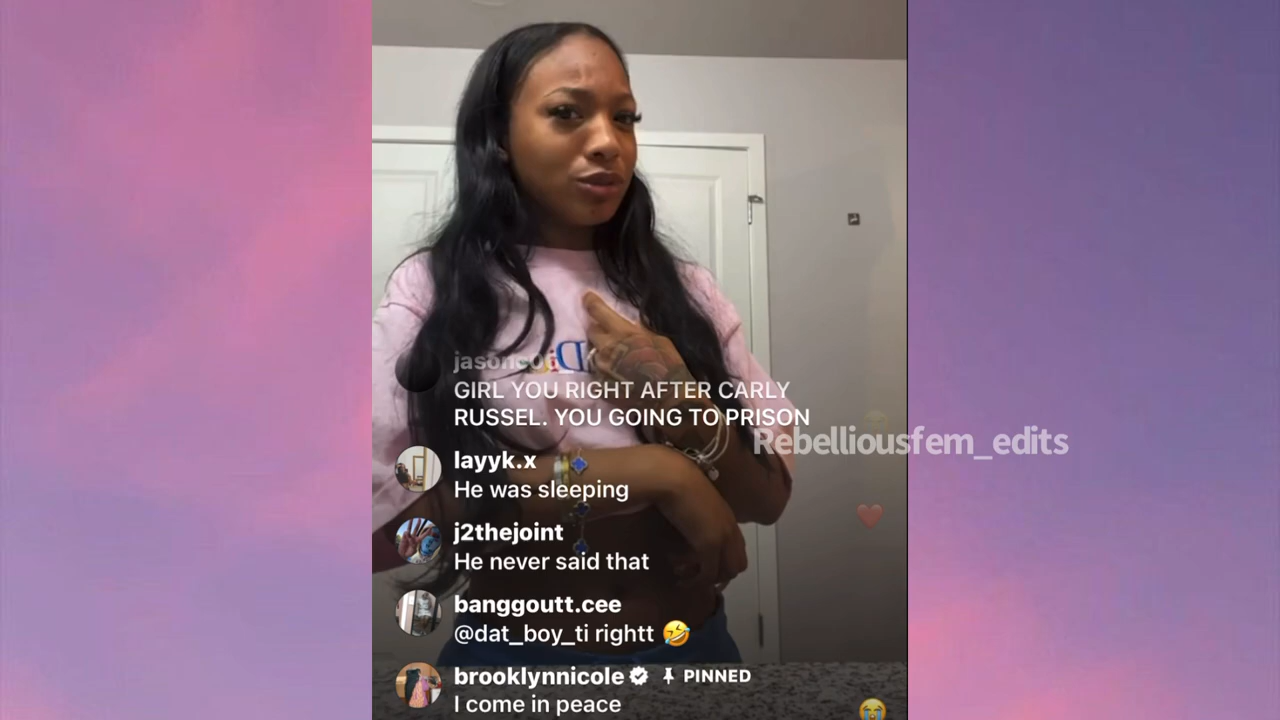 jasonc
GIRL YOU RIGHT AFTER CARLY
RUSSEL. YOU GOING TO PRISON
Rebelliousfem_edits
layyk.x
He was sleeping
j2thejoint
He never said that
banggoutt.cee
@dat_boy_ti rightt 🤣
brooklynnicole PINNED
I come in peace